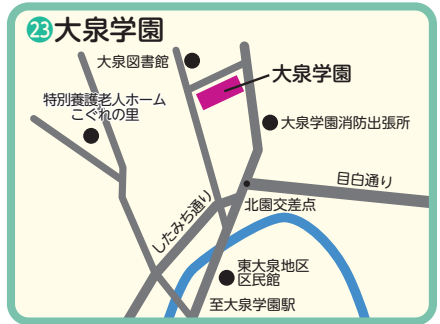 ㉓大泉学園
大泉図書館
大泉学園
特別養護老人ホーム
こぐれの里
大泉学園消防出張所
目白通り
北園交差点
したみち通り
東大泉地区
区民館
至大泉学園駅